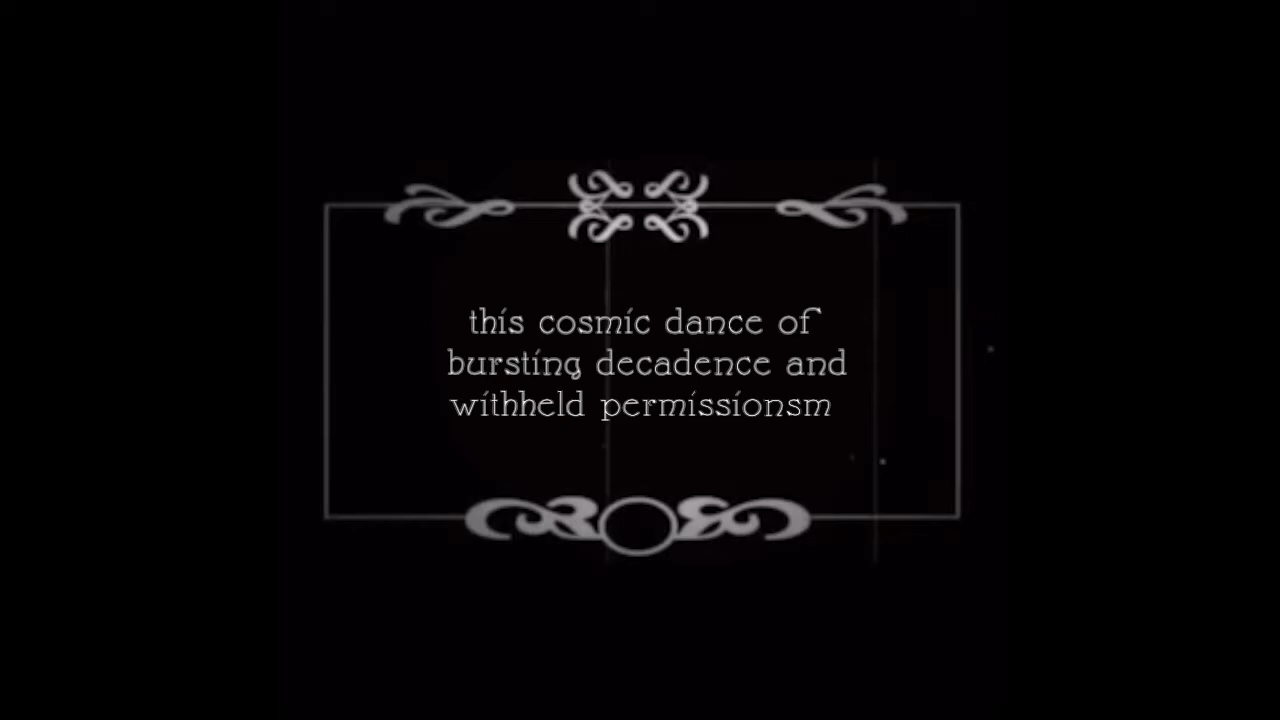 this cosmic dance of
bursting decadence and
withheld permissionsm